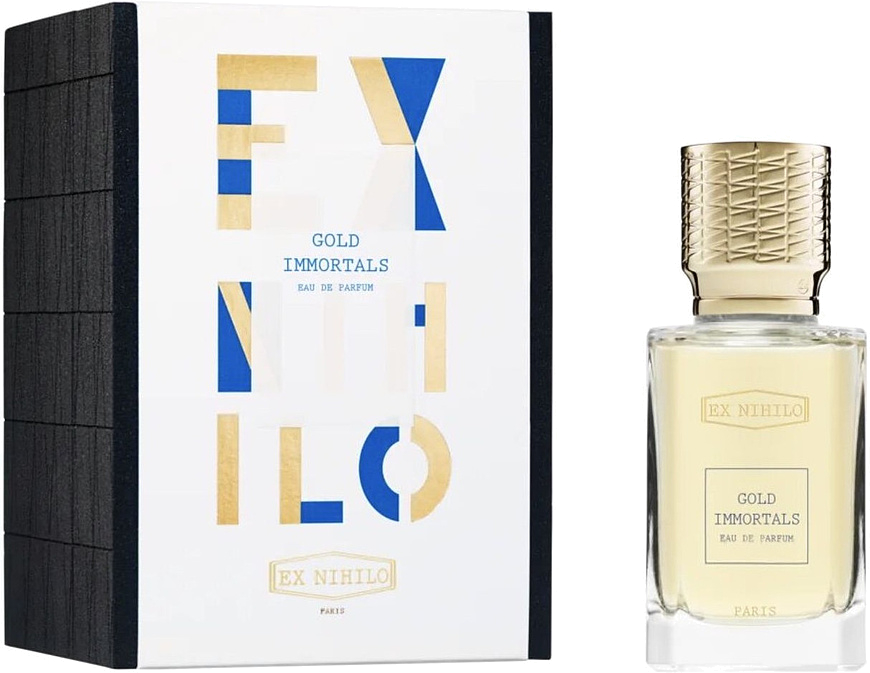 EX
NIHILO
GOLD
IMMORTALS
EAU DE PARFUM
EX NIHILO
PARIS
EX NIHILO
GOLD
IMMORTALS
EAU DE PARFUM
PARIS